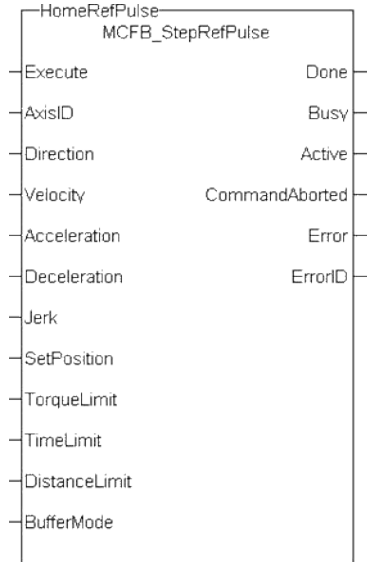 HomeRefPulse
MCFB_StepRefPulse
Execute Done
AxisID Busy
Direction Active
Velocity CommandAborted
Acceleration Error
Deceleration ErrorID
Jerk
SetPosition
TorqueLimit
TimeLimit
DistanceLimit
BufferMode